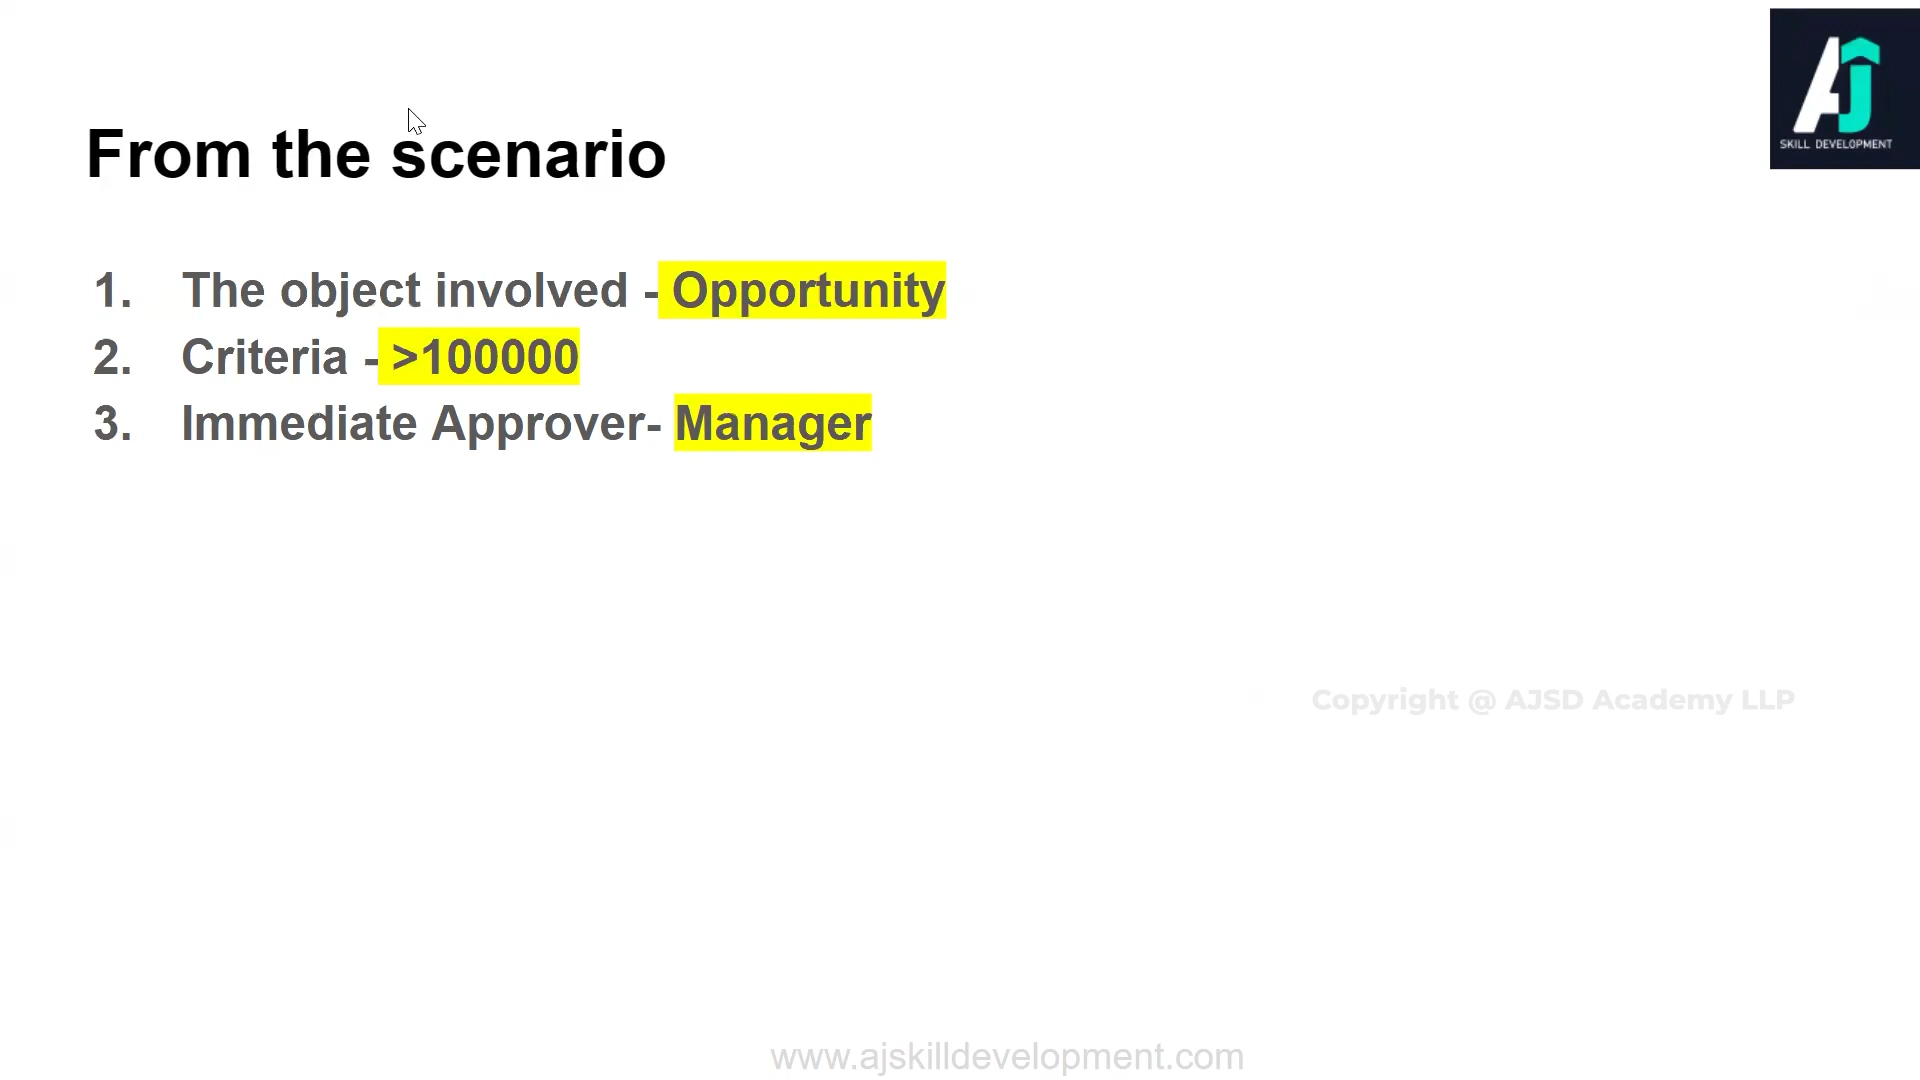 AJ
SKILL DEVELOPMENT
From the scenario
1. The object involved - Opportunity
2. Criteria - >100000
3. Immediate Approver- Manager
Copyright @ AJSD Academy LLP
www.ajskilldevelopment.com